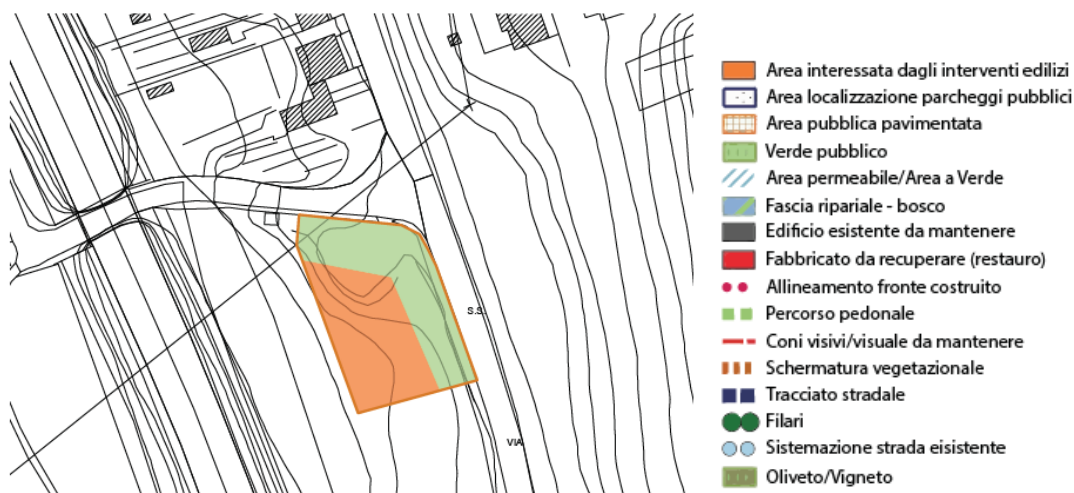 S.S.
VIA
Area interessata dagli interventi edilizi
Area localizzazione parcheggi pubblici
Area pubblica pavimentata
Verde pubblico
Area permeabile/Area a Verde
Fascia ripariale - bosco
Edificio esistente da mantenere
Fabbricato da recuperare (restauro)
Allineamento fronte costruito
Percorso pedonale
Coni visivi/visuale da mantenere
Schermatura vegetazionale
Tracciato stradale
Filari
Sistemazione strada eisistente
Oliveto/Vigneto